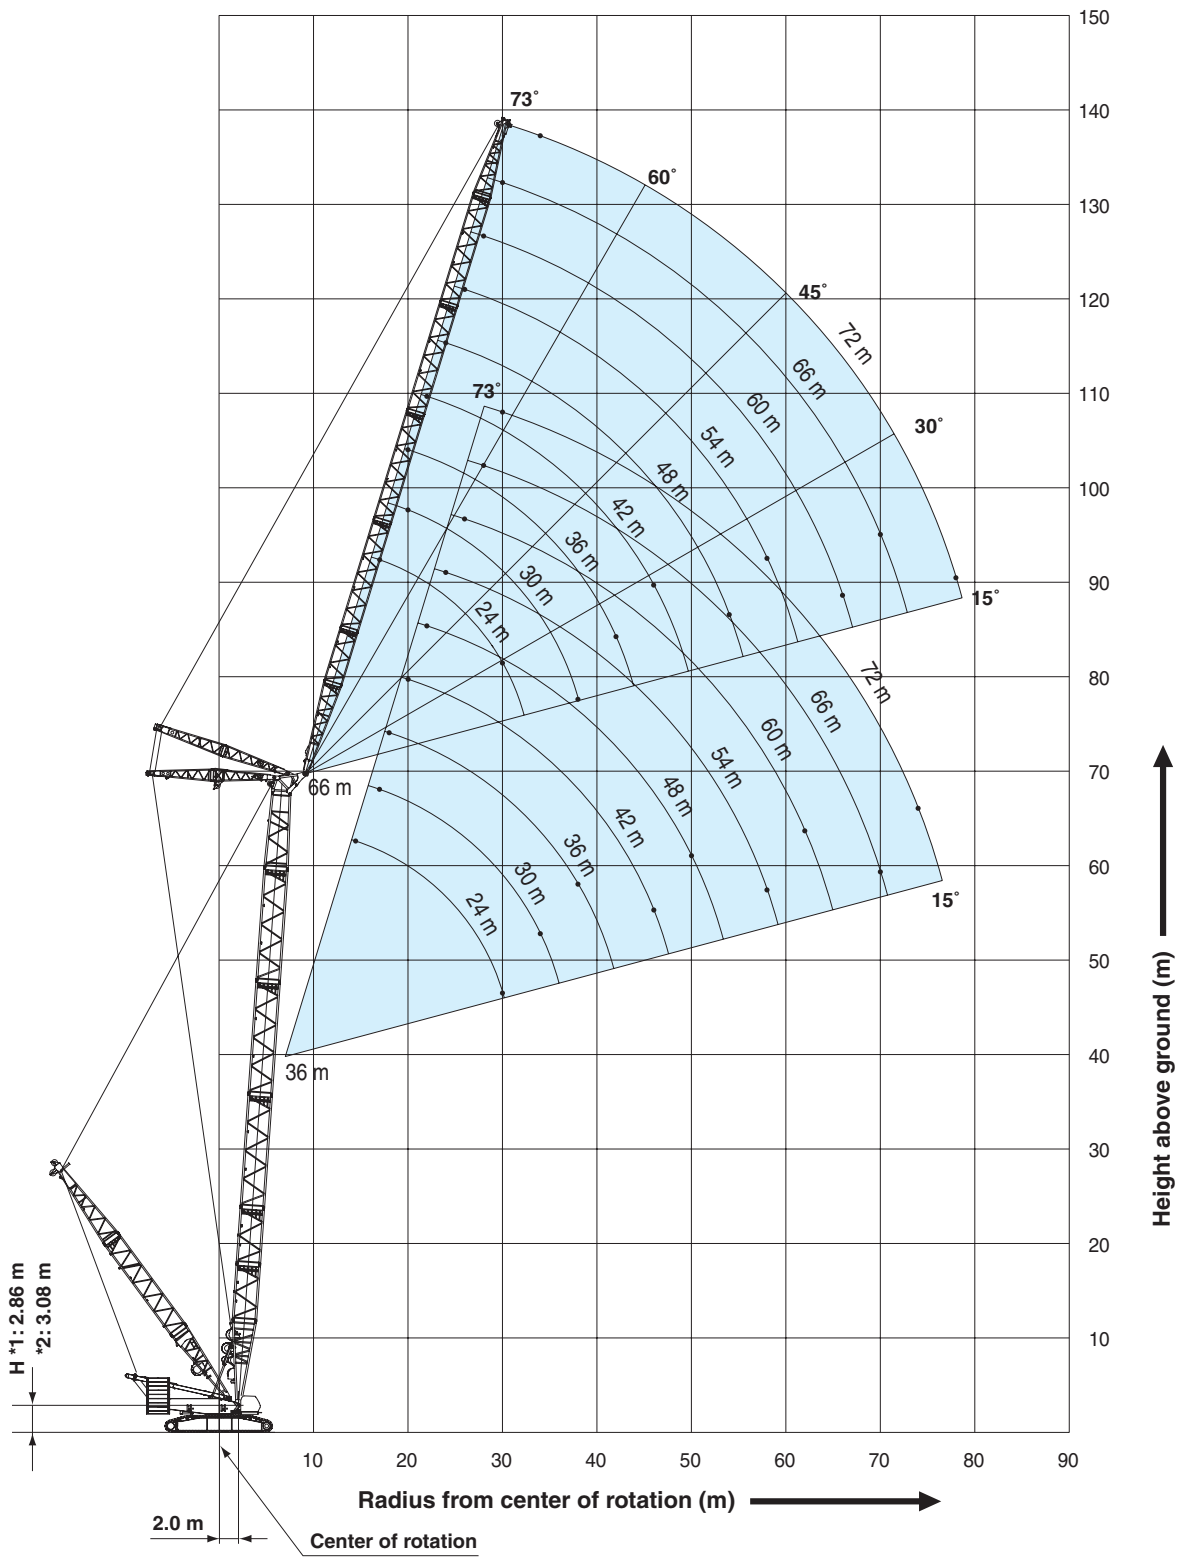 150
73°
140
60°
130
45°
120
72 m
66 m
73°
110
60 m
30°
54 m
48 m
100
42 m
36 m
30 m
90
15°
24 m
80
72 m
66 m
60 m
54 m
70
66 m
48 m
42 m
36 m
60
30 m
15°
24 m
50
40
36 m
30
20
10
Height above ground (m)
H *1: 2.86 m
*2: 3.08 m
10 20 30 40 50 60 70 80 90
Radius from center of rotation (m)
2.0 m
Center of rotation